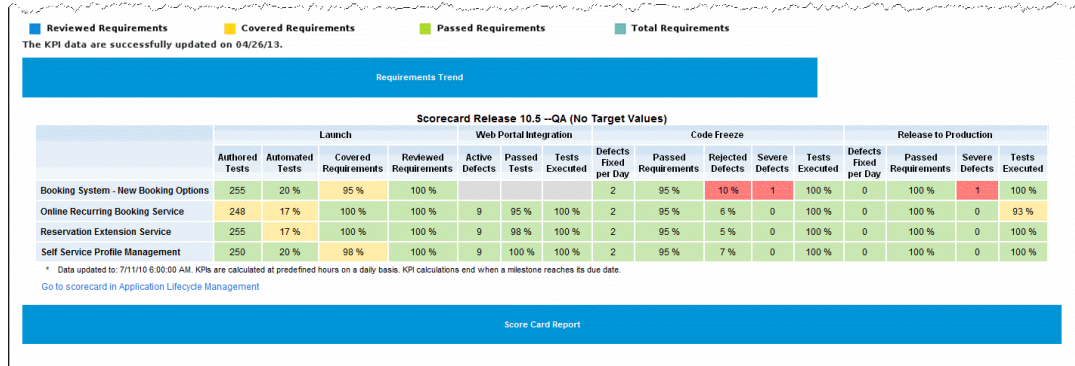 Reviewed Requirements Covered Requirements Passed Requirements Total Requirements
The KPI data are successfully updated on 04/26/13.
Requirements Trend
Scorecard Release 10.5 --QA (No Target Values)
Launch Web Portal Integration Code Freeze Release to Production
Authored Tests Automated Tests Covered Requirements Reviewed Requirements Active Defects Passed Tests Tests Executed Defects Fixed per Day Passed Requirements Rejected Defects Severe Defects Tests Executed Defects Fixed per Day Passed Requirements Severe Defects Tests Executed
Booking System - New Booking Options 255 20 % 95 % 100 % 2 95 % 10 % 1 100 % 0 100 % 1 100 %
Online Recurring Booking Service 248 17 % 100 % 100 % 9 95 % 100 % 2 95 % 6 % 0 100 % 0 100 % 0 93 %
Reservation Extension Service 255 17 % 100 % 100 % 9 98 % 100 % 2 95 % 5 % 0 100 % 0 100 % 0 100 %
Self Service Profile Management 250 20 % 98 % 100 % 9 100 % 100 % 2 95 % 7 % 0 100 % 0 100 % 0 100 %
* Data updated to: 7/11/10 6:00:00 AM. KPIs are calculated at predefined hours on a daily basis. KPI calculations end when a milestone reaches its due date.
Go to scorecard in Application Lifecycle Management
Score Card Report